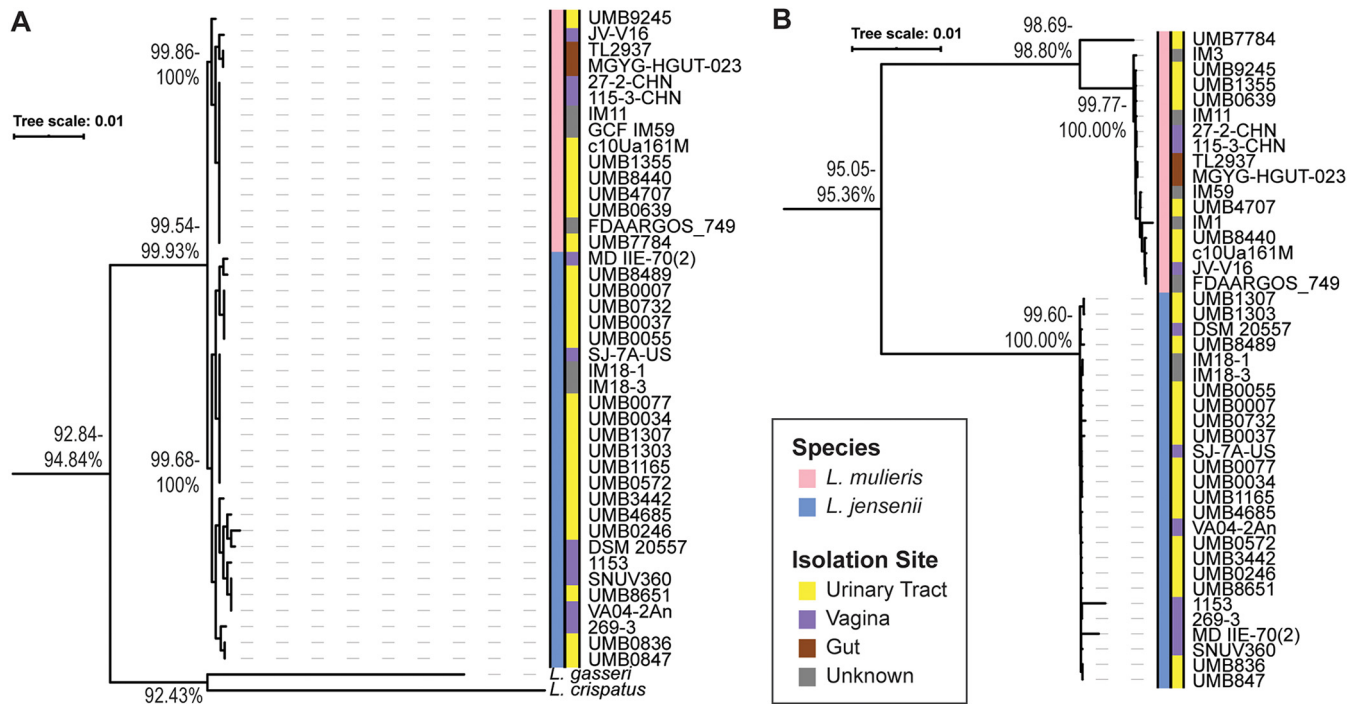 A
Tree scale: 0.01
99.86-
100%
99.54-
99.93%
92.84-
94.84%
99.68-
100%
92.43%
UMB9245
JV-V16
TL2937
MGYG-HGUT-023
27-2-CHN
115-3-CHN
IM11
GCF IM59
c10Ua161M
UMB1355
UMB8440
UMB4707
UMB0639
FDAARGOS_749
UMB7784
MD IIE-70(2)
UMB8489
UMB0007
UMB0732
UMB0037
UMB0055
SJ-7A-US
IM18-1
IM18-3
UMB0077
UMB0034
UMB1307
UMB1303
UMB1165
UMB0572
UMB3442
UMB4685
UMB0246
DSM 20557
1153
SNUV360
UMB8651
VA04-2An
269-3
UMB0836
UMB0847
L. gasseri
L. crispatus
B
Tree scale: 0.01
98.69-
98.80%
99.77-
100.00%
95.05-
95.36%
99.60-
100.00%
UMB7784
IM3
UMB9245
UMB1355
UMB0639
IM11
27-2-CHN
115-3-CHN
TL2937
MGYG-HGUT-023
IM59
UMB4707
IM1
UMB8440
c10Ua161M
JV-V16
FDAARGOS_749
UMB1307
UMB1303
DSM 20557
UMB8489
IM18-1
IM18-3
UMB0055
UMB0007
UMB0732
UMB0037
SJ-7A-US
UMB0077
UMB0034
UMB1165
UMB4685
VA04-2An
UMB0572
UMB3442
UMB0246
UMB8651
1153
269-3
MD IIE-70(2)
SNUV360
UMB836
UMB847
Species
L. mulieris
L. jensenii
Isolation Site
Urinary Tract
Vagina
Gut
Unknown